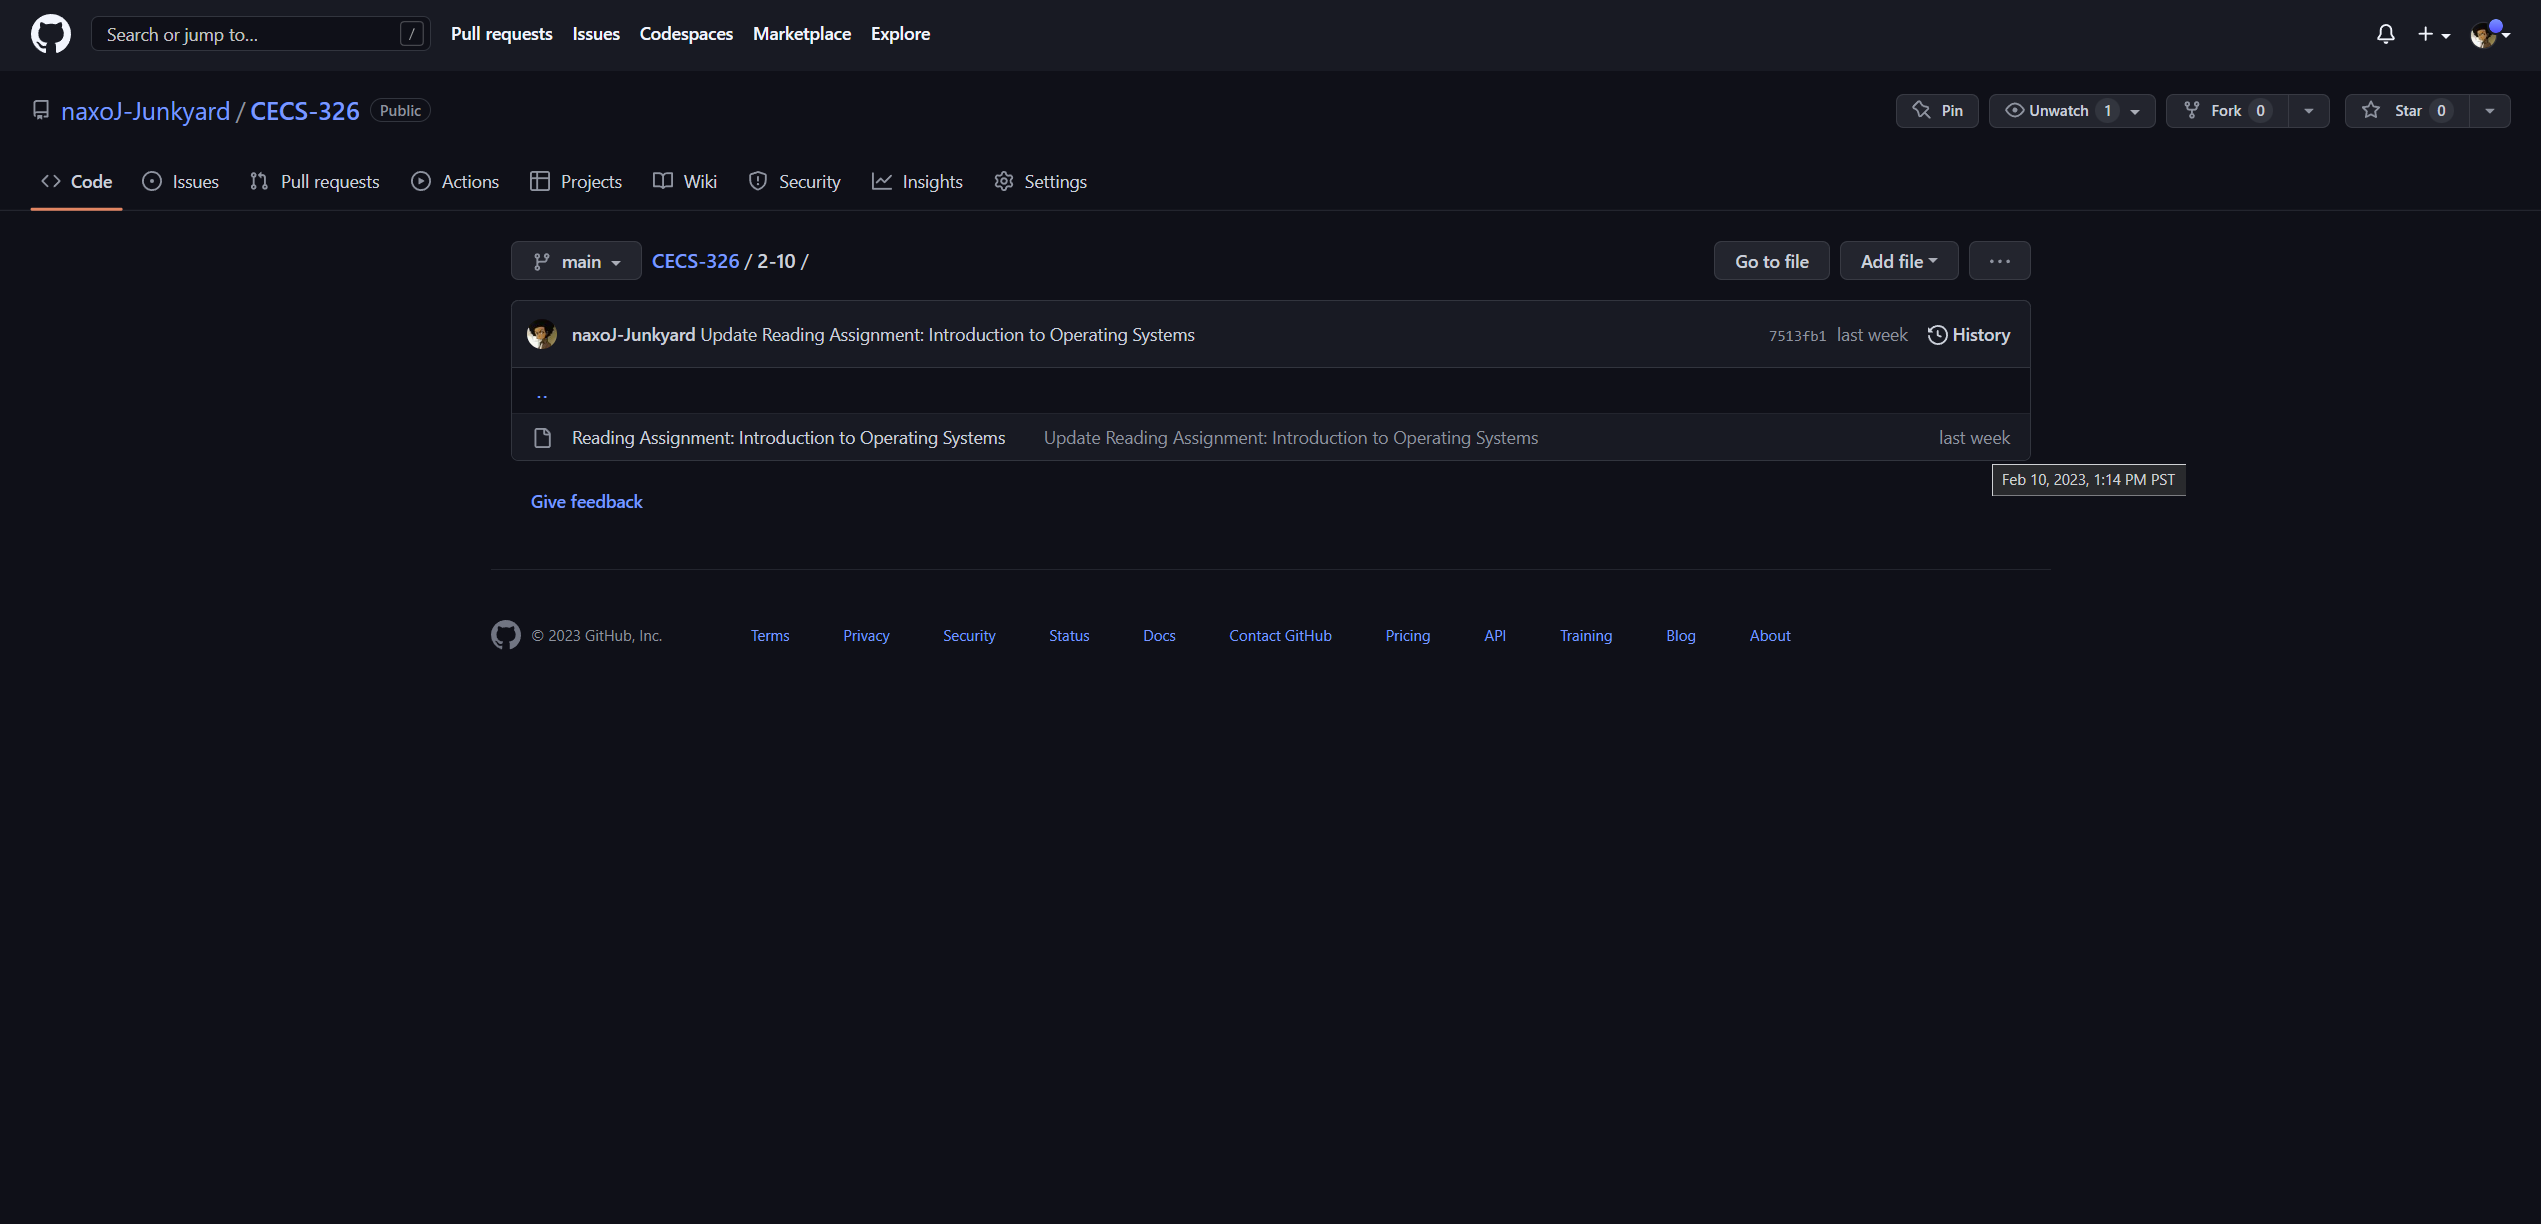 Search or jump to... / Pull requests Issues Codespaces Marketplace Explore
naxoJ-Junkyard / CECS-326 Public Pin Unwatch 1 Fork 0 Star 0
Code Issues Pull requests Actions Projects Wiki Security Insights Settings
main CECS-326 / 2-10 / Go to file Add file ...
naxoJ-Junkyard Update Reading Assignment: Introduction to Operating Systems 7513fb1 last week History
..
Reading Assignment: Introduction to Operating Systems Update Reading Assignment: Introduction to Operating Systems last week
Feb 10, 2023, 1:14 PM PST
Give feedback
© 2023 GitHub, Inc. Terms Privacy Security Status Docs Contact GitHub Pricing API Training Blog About